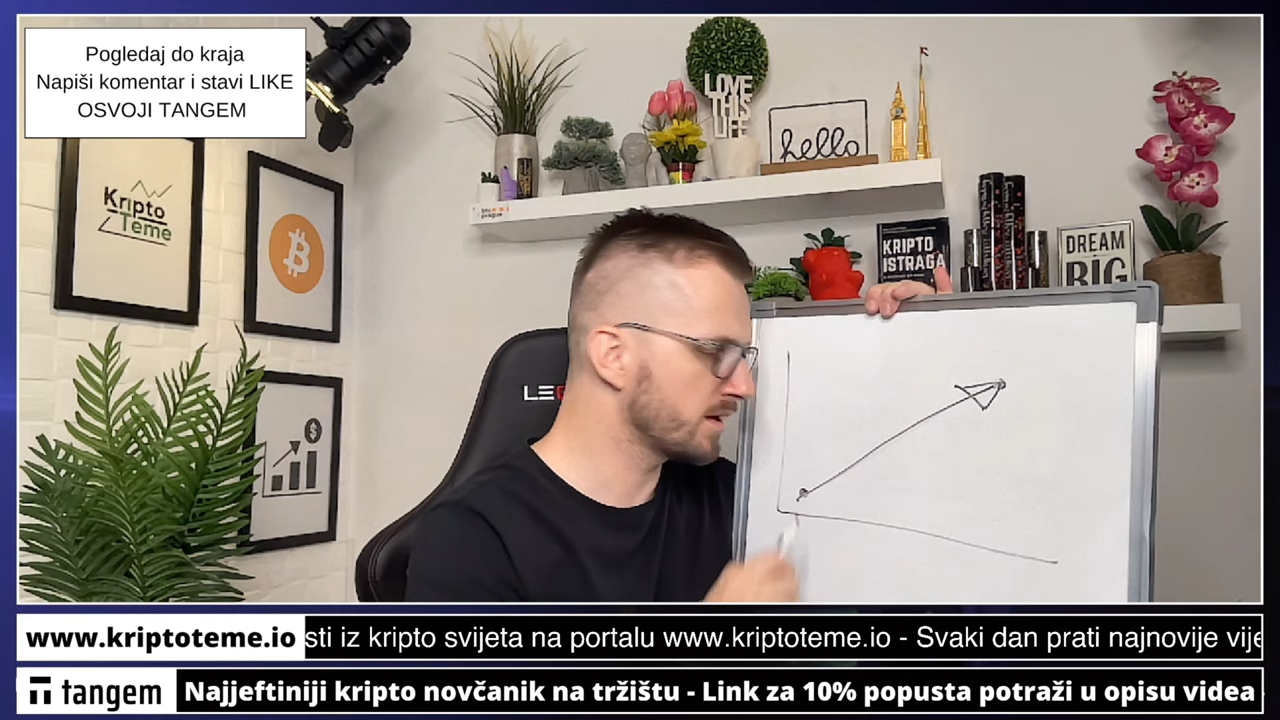 Pogledaj do kraja
Napiši komentar i stavi LIKE
OSVOJI TANGEM
Kripto
Teme
LOVE
THIS
LIFE
hello
KRIPTO
ISTRAGA
DREAM
BIG
LE
www.kriptoteme.io
sti iz kripto svijeta na portalu www.kriptoteme.io - Svaki dan prati najnovije vije
tangem
Najjeftiniji kripto novčanik na tržištu - Link za 10% popusta potraži u opisu videa